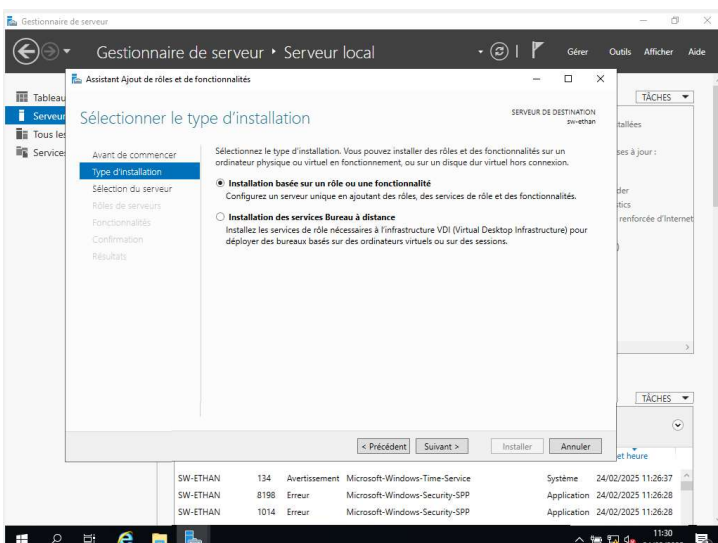 Gestionnaire de serveur
Gestionnaire de serveur ‣ Serveur local
Gérer Outils Afficher Aide
Assistant Ajout de rôles et de fonctionnalités
Tableau
Serveur
Tous les
Services
TÂCHES
Sélectionner le type d'installation
SERVEUR DE DESTINATION
sw-ethan
Avant de commencer
Type d'installation
Sélection du serveur
Rôles de serveurs
Fonctionnalités
Confirmation
Résultats
Sélectionnez le type d'installation. Vous pouvez installer des rôles et des fonctionnalités sur un
ordinateur physique ou virtuel en fonctionnement, ou sur un disque dur virtuel hors connexion.
Installation basée sur un rôle ou une fonctionnalité
Configurez un serveur unique en ajoutant des rôles, des services de rôle et des fonctionnalités.
Installation des services Bureau à distance
Installez les services de rôle nécessaires à l'infrastructure VDI (Virtual Desktop Infrastructure) pour
déployer des bureaux basés sur des ordinateurs virtuels ou sur des sessions.
tallées
ses à jour :
der
stics
renforcée d'Internet
TÂCHES
< Précédent Suivant > Installer Annuler
et heure
SW-ETHAN 134 Avertissement Microsoft-Windows-Time-Service Système 24/02/2025 11:26:37
SW-ETHAN 8198 Erreur Microsoft-Windows-Security-SPP Application 24/02/2025 11:26:28
SW-ETHAN 1014 Erreur Microsoft-Windows-Security-SPP Application 24/02/2025 11:26:28
11:30